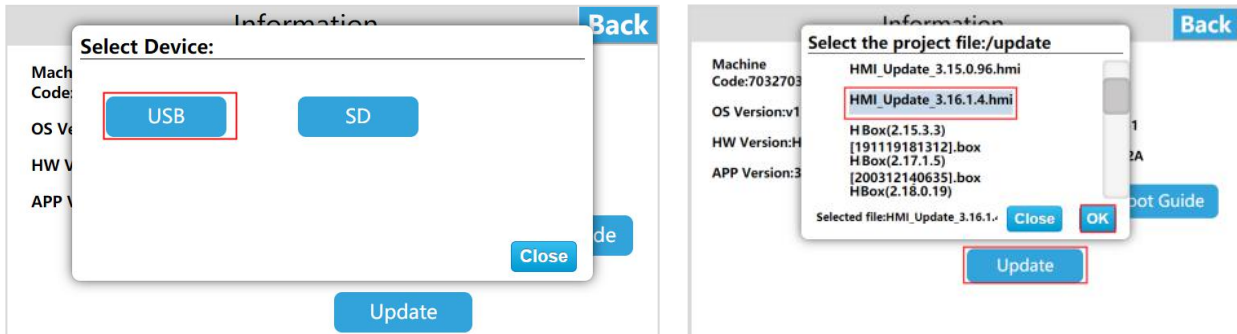 Information
Back
Select Device:
Mach
Code:
USB
SD
OS Ve
HW V
APP V
de
Close
Update
Information
Back
Select the project file:/update
Machine
Code:7032703
HMI_Update_3.15.0.96.hmi
HMI_Update_3.16.1.4.hmi
OS Version:v1
HBox(2.15.3.3)
1
[191119181312].box
HW Version:H
HBox(2.17.1.5)
2A
[200312140635].box
APP Version:3
HBox(2.18.0.19)
oot Guide
Selected file:HMI_Update_3.16.1.4
Close
OK
Update